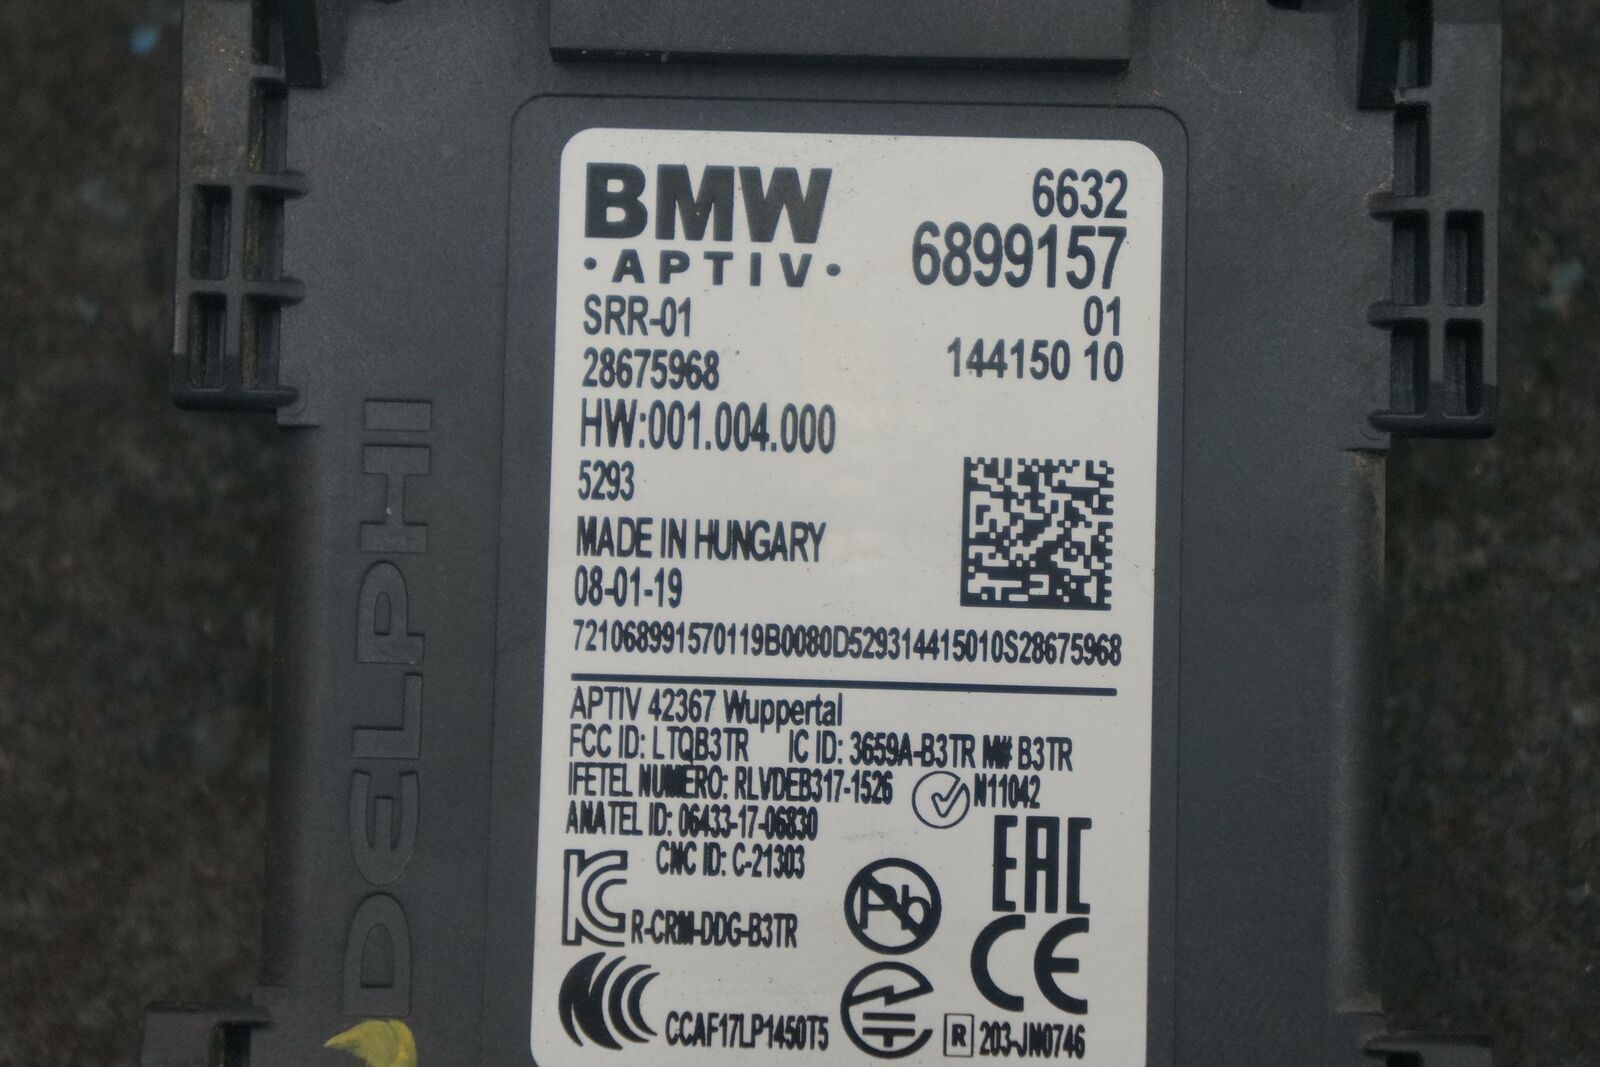 BMW
·APTIV·
6632
6899157
01
144150 10
SRR-01
28675968
HW:001.004.000
5293
MADE IN HUNGARY
08-01-19
721068991570119B0080D529314415010S28675968
APTIV 42367 Wuppertal
FCC ID: LTQB3TR IC ID: 3659A-B3TR M# B3TR
IFETEL NUMERO: RLVDEB317-1526 N11042
ANATEL ID: 06433-17-06830
CNC ID: C-21303
EAC
KC R-CRM-DDG-B3TR
Pb
CE
CCAF17LP1450T5
R 203-JN0746
DELPHI